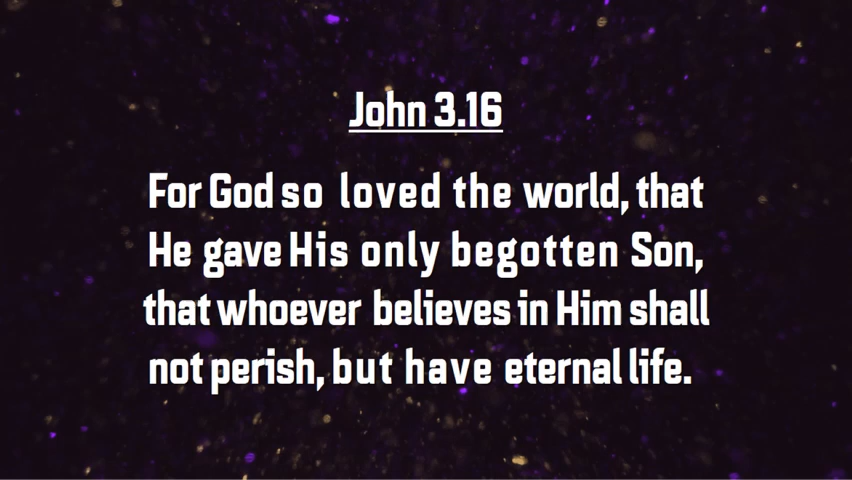 John 3.16
For God so loved the world, that
He gave His only begotten Son,
that whoever believes in Him shall
not perish, but have eternal life.